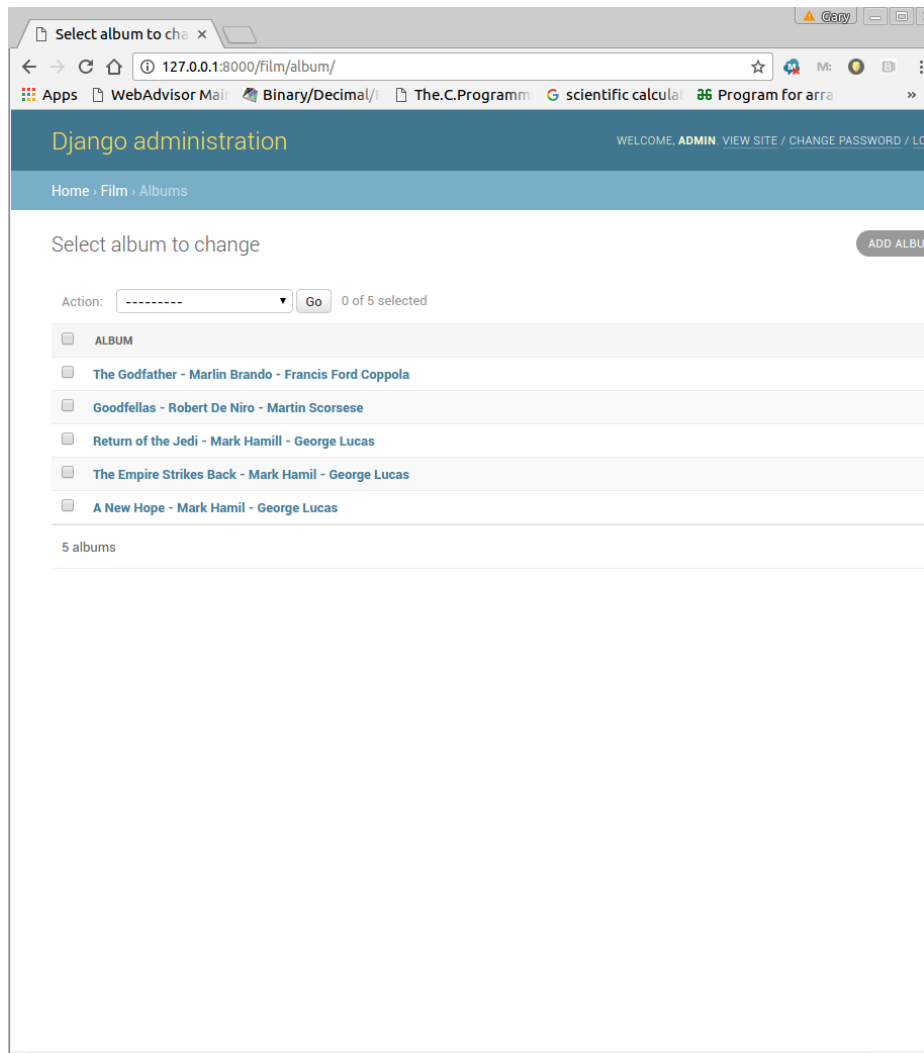 Gary
Select album to cha
127.0.0.1:8000/film/album/
M:
Apps WebAdvisor Mair Binary/Decimal/ The.C.Programm G scientific calcula Program for arra »
Django administration
WELCOME, ADMIN. VIEW SITE / CHANGE PASSWORD / LO
Home › Film › Albums
Select album to change
ADD ALBU
Action: --------- Go 0 of 5 selected
ALBUM
The Godfather - Marlin Brando - Francis Ford Coppola
Goodfellas - Robert De Niro - Martin Scorsese
Return of the Jedi - Mark Hamill - George Lucas
The Empire Strikes Back - Mark Hamil - George Lucas
A New Hope - Mark Hamil - George Lucas
5 albums